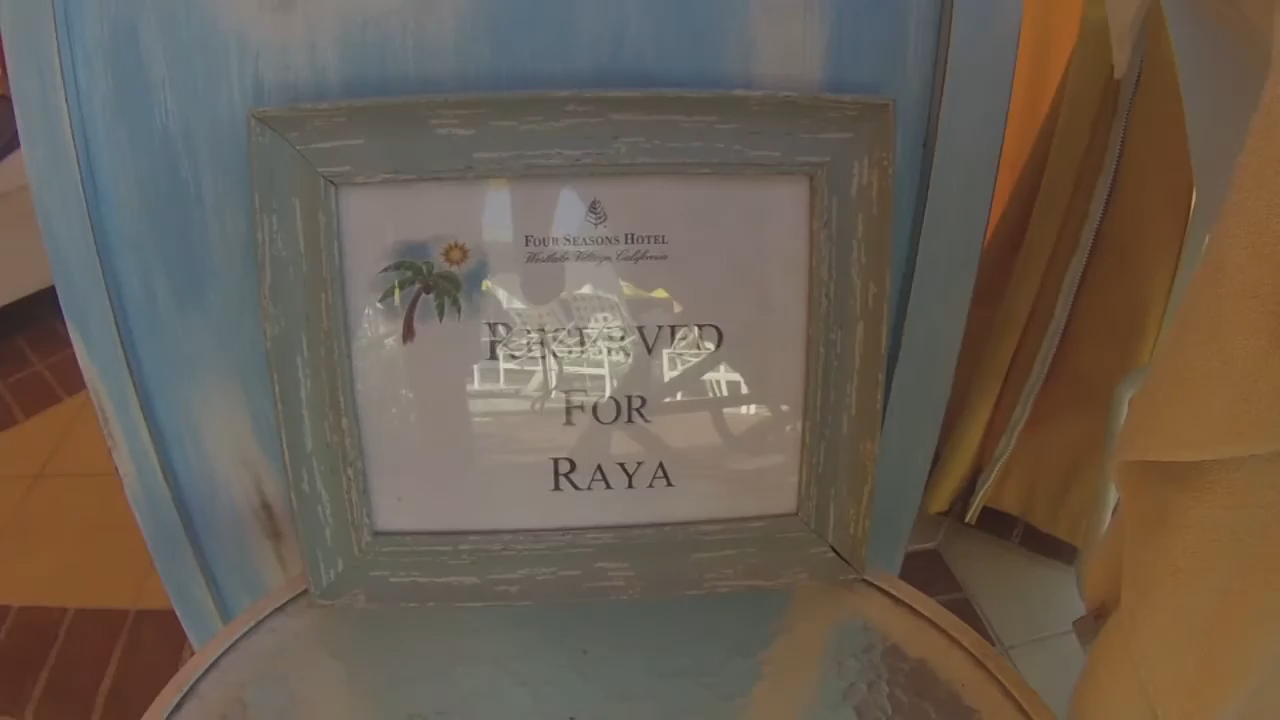 FOUR SEASONS HOTEL
Westlake Village, California
RESERVED
FOR
RAYA